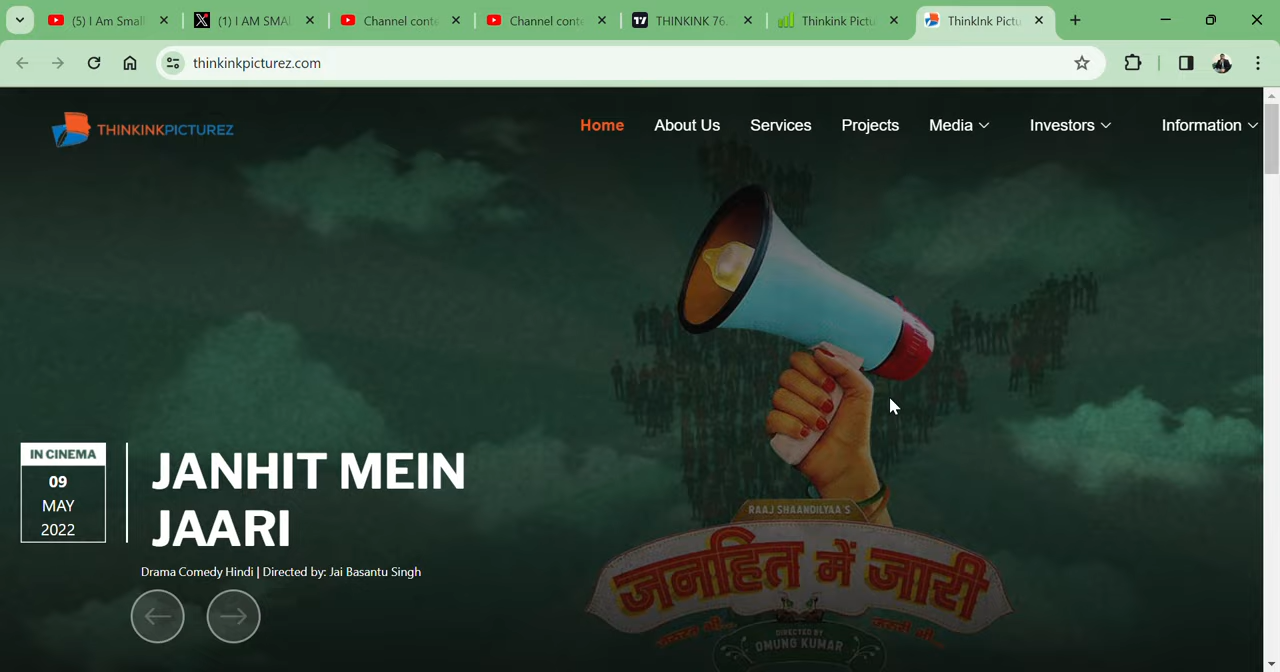 (5) I Am Small
(1) I AM SMA
Channel conte
Channel conte
THINKINK 76.
Thinkink Pictu
ThinkInk Pictu
thinkinkpicturez.com
THINKINKPICTUREZ
Home
About Us
Services
Projects
Media
Investors
Information
IN CINEMA
09
MAY
2022
JANHIT MEIN
JAARI
Drama Comedy Hindi | Directed by: Jai Basantu Singh
RAAJ SHAANDILYAA'S
जनहित में जारी
DIRECTED BY
OMUNG KUMAR